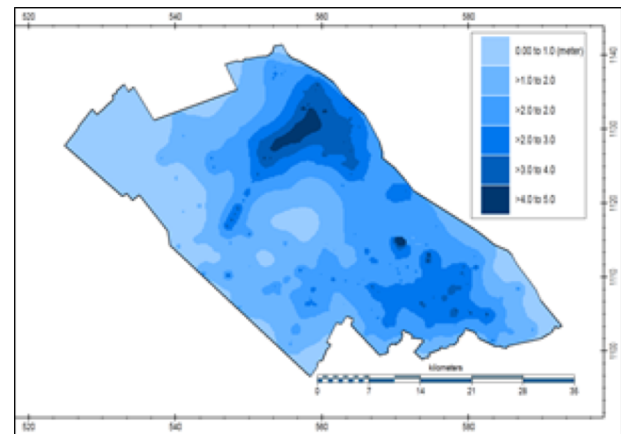 520 540 560 580
1140
0.00 to 1.0 (meter)
>1.0 to 2.0
>2.0 to 2.0
>2.0 to 3.0
>3.0 to 4.0
>4.0 to 5.0
1130
1120
1110
1100
kilometers
0 7 14 21 28 35
520 540 560 580